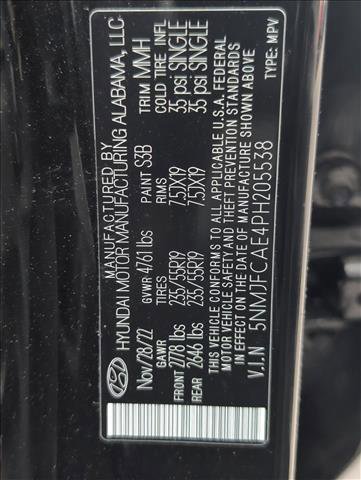 MANUFACTURED BY
HYUNDAI MOTOR MANUFACTURING ALABAMA, LLC
Nov/28/22 PAINT S3B TRIM MMH
GVWR 4761 lbs
GAWR TIRES RIMS COLD TIRE INFL
FRONT 2778 lbs 235/55R19 7.5JX19 35 psi SINGLE
REAR 2644 lbs 235/55R19 7.5JX19 35 psi SINGLE
THIS VEHICLE CONFORMS TO ALL APPLICABLE U.S.A. FEDERAL
MOTOR VEHICLE SAFETY, BUMPER, AND THEFT PREVENTION STANDARDS
IN EFFECT ON THE DATE OF MANUFACTURE SHOWN ABOVE.
V.I.N 5NMJFCAE4PH205538 TYPE: MPV